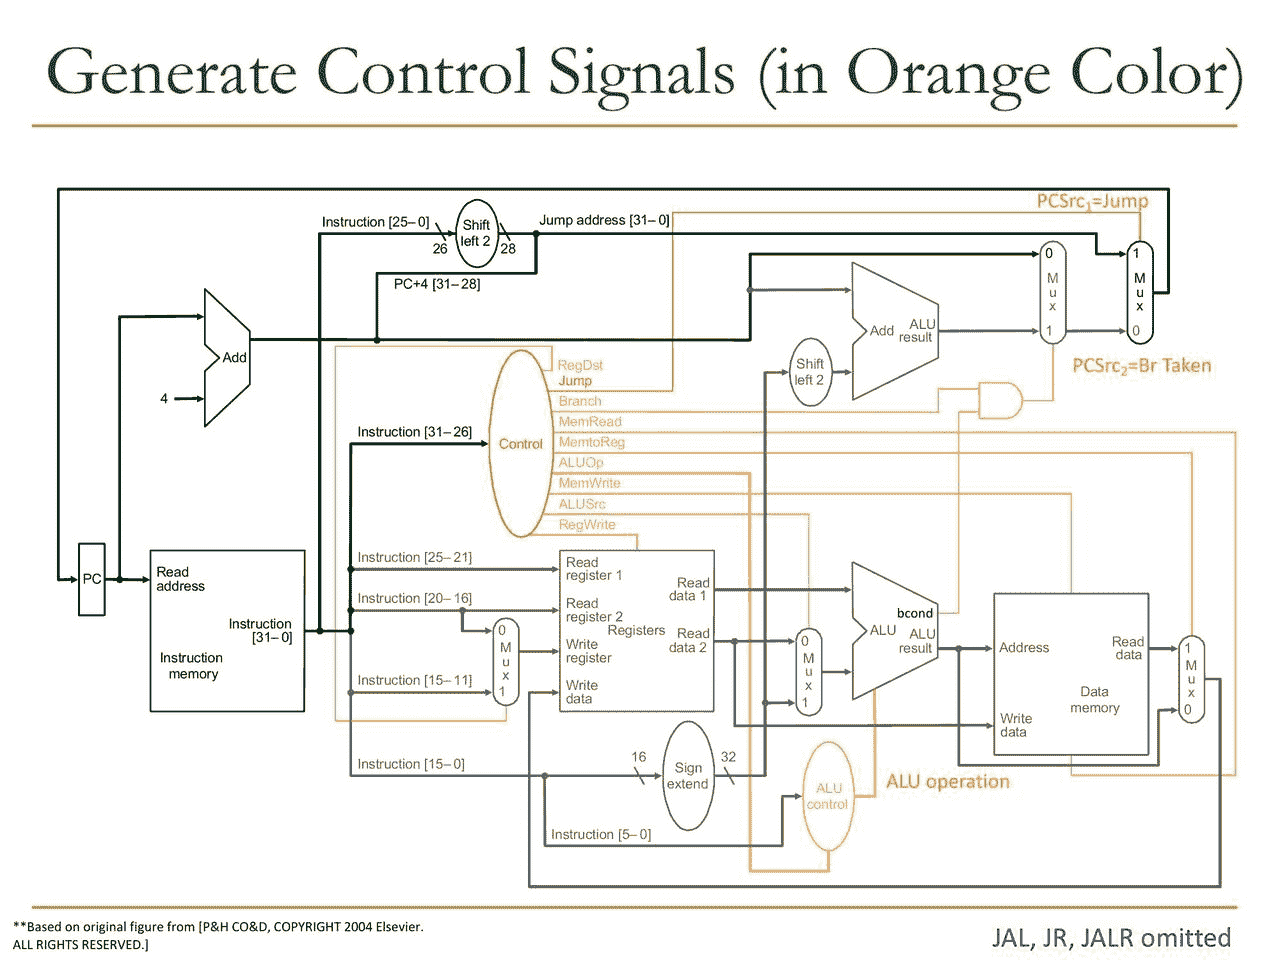 Generate Control Signals (in Orange Color)
PCSrc1=Jump
Instruction [25–0]
Shift
left 2
Jump address [31–0]
26
28
PC+4 [31–28]
0
M
u
x
1
1
M
u
x
0
Add
ALU
result
Add
4
Shift
left 2
PCSrc2=Br Taken
RegDst
Jump
Branch
MemRead
MemtoReg
ALUOp
MemWrite
ALUSrc
RegWrite
Control
Instruction [31–26]
PC
Read
address
Instruction
[31–0]
Instruction
memory
Instruction [25–21]
Instruction [20–16]
Instruction [15–11]
0
M
u
x
1
Read
register 1
Read
register 2
Write
register
Write
data
Registers
Read
data 1
Read
data 2
0
M
u
x
1
bcond
ALU
ALU
result
Address
Read
data
Data
memory
Write
data
1
M
u
x
0
Instruction [15–0]
16
Sign
extend
32
ALU
control
ALU operation
Instruction [5–0]
**Based on original figure from [P&H CO&D, COPYRIGHT 2004 Elsevier.
ALL RIGHTS RESERVED.]
JAL, JR, JALR omitted